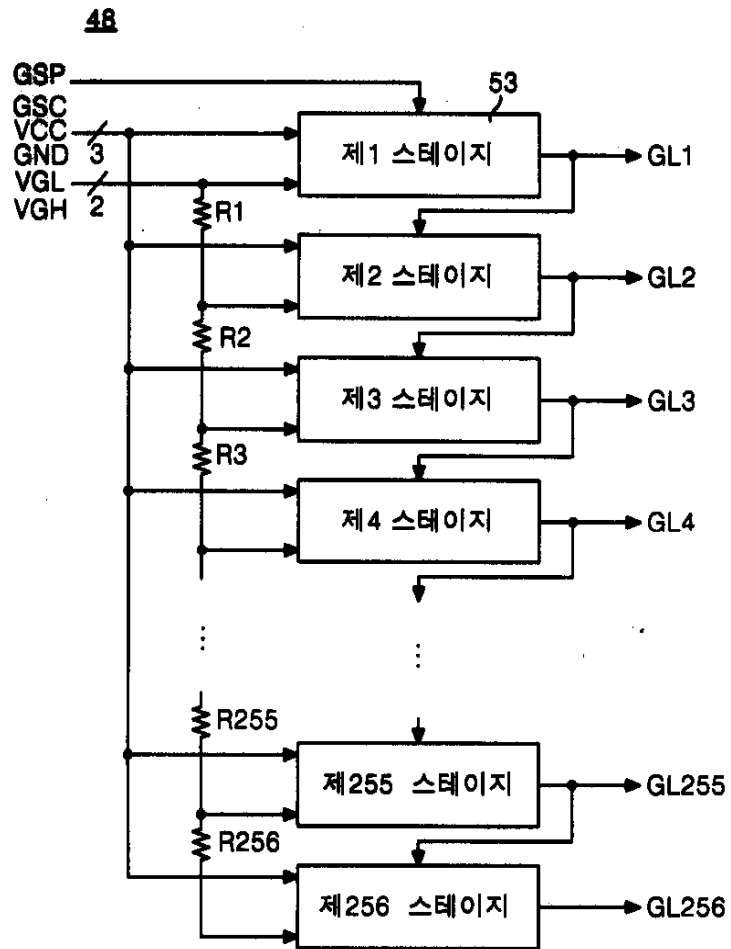 48
GSP
GSC
VCC
GND 3
VGL
VGH 2
53
제1 스테이지
GL1
R1
제2 스테이지
GL2
R2
제3 스테이지
GL3
R3
제4 스테이지
GL4
⋮
⋮
R255
제255 스테이지
GL255
R256
제256 스테이지
GL256